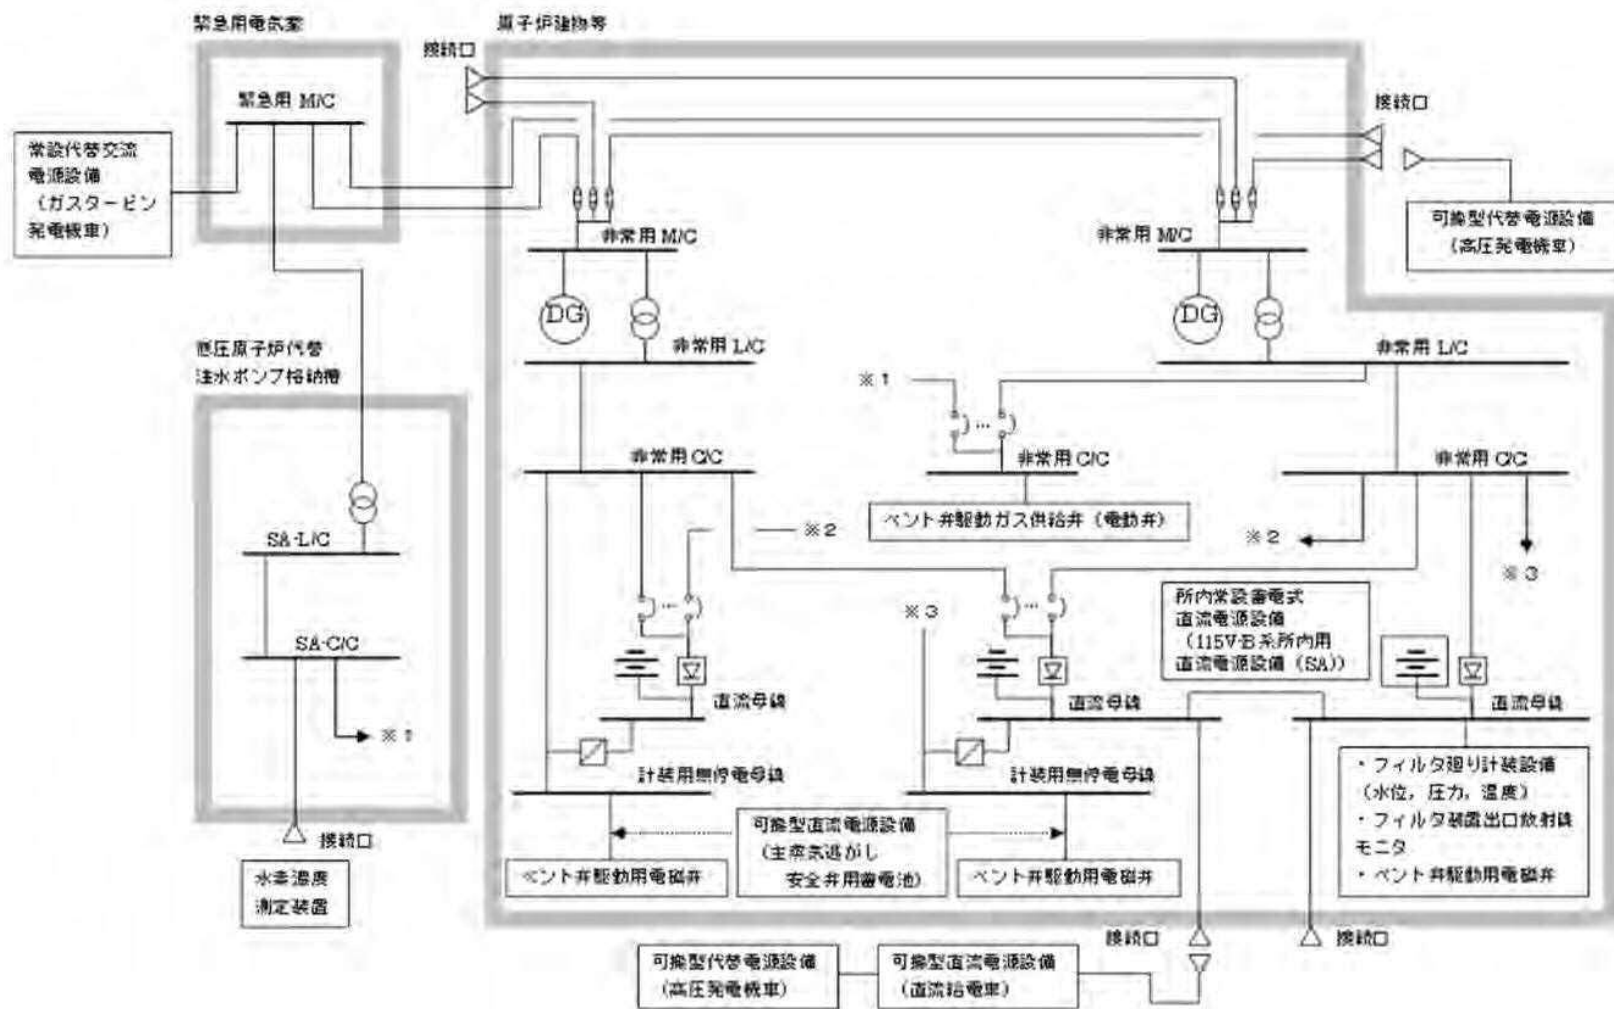 緊急用電気室
原子炉建物等
接続口
緊急用 M/C
接続口
常設代替交流
電源設備
(ガスタービン
発電機車)
可搬型代替電源設備
(高圧発電機車)
非常用 M/C
非常用 M/C
DG
DG
低圧原子炉代替
注水ポンプ格納槽
非常用 L/C
非常用 L/C
※1
非常用 C/C
非常用 C/C
非常用 C/C
ベント弁駆動ガス供給弁 (電動弁)
※2
※2
SA-L/C
※3
※3
所内常設蓄電式
直流電源設備
(115V-B 系所内用
直流電源設備 (SA))
SA-C/C
直流母線
直流母線
直流母線
※1
計装用無停電母線
計装用無停電母線
・フィルタ廻り計装設備
(水位，圧力，温度)
・フィルタ装置出口放射線
モニタ
・ベント弁駆動用電磁弁
可搬型直流電源設備
(主蒸気逃がし
安全弁用蓄電池)
接続口
ベント弁駆動用電磁弁
ベント弁駆動用電磁弁
水素濃度
測定装置
接続口
接続口
可搬型代替電源設備
(高圧発電機車)
可搬型直流電源設備
(直流給電車)